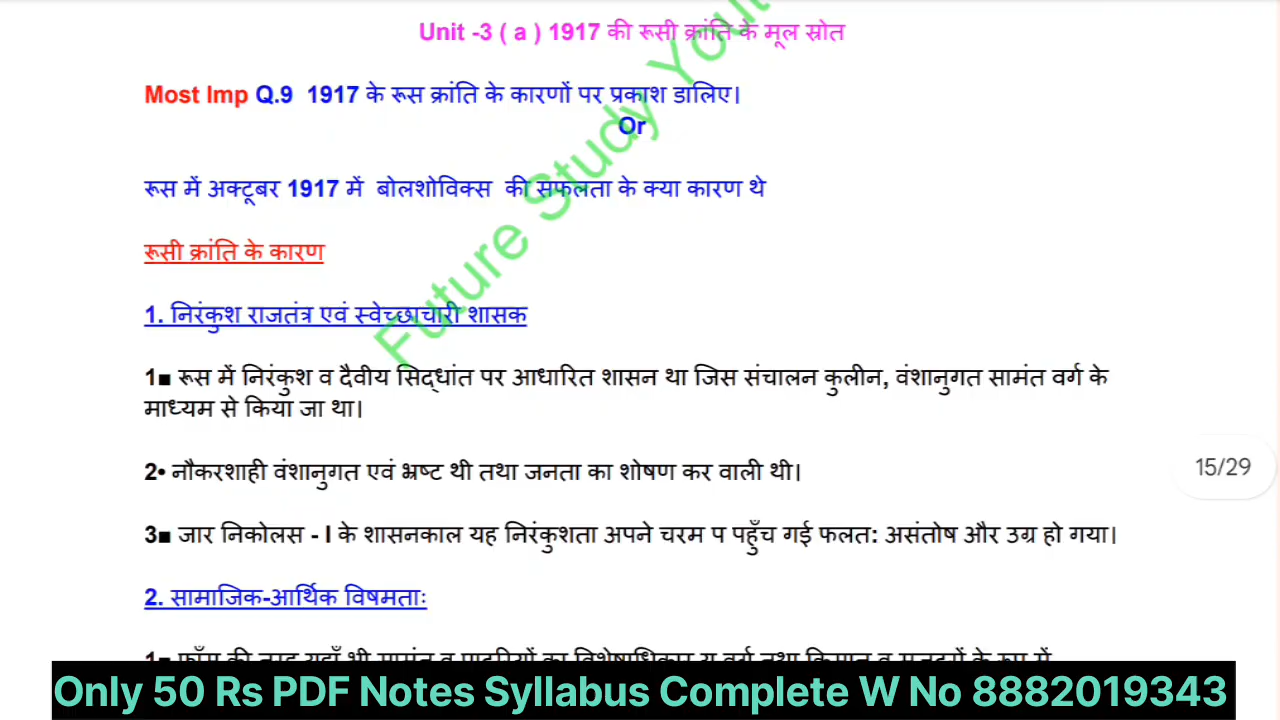 Unit -3 ( a ) 1917 की रूसी क्रांति के मूल स्रोत
Most Imp Q.9 1917 के रूस क्रांति के कारणों पर प्रकाश डालिए।
Or
रूस में अक्टूबर 1917 में बोलशोविक्स की सफलता के क्या कारण थे
रूसी क्रांति के कारण
1. निरंकुश राजतंत्र एवं स्वेच्छाचारी शासक
1■ रूस में निरंकुश व दैवीय सिद्धांत पर आधारित शासन था जिस संचालन कुलीन, वंशानुगत सामंत वर्ग के
माध्यम से किया जा था।
2• नौकरशाही वंशानुगत एवं भ्रष्ट थी तथा जनता का शोषण कर वाली थी।
15/29
3■ जार निकोलस - I के शासनकाल यह निरंकुशता अपने चरम प पहुँच गई फलत: असंतोष और उग्र हो गया।
2. सामाजिक-आर्थिक विषमताः
Future Study
Only 50 Rs PDF Notes Syllabus Complete W No 8882019343